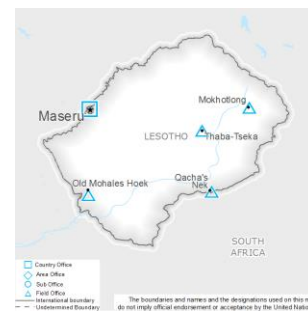 Mokhotlong
Maseru
LESOTHO
Thaba-Tseka
Old Mohales Hoek
Qacha's
Nek
SOUTH
AFRICA
Country Office
Area Office
Sub Office
Field Office
International boundary
Undetermined Boundary
The boundaries and names and the designations used on this m
do not imply official endorsement or acceptance by the United Natio